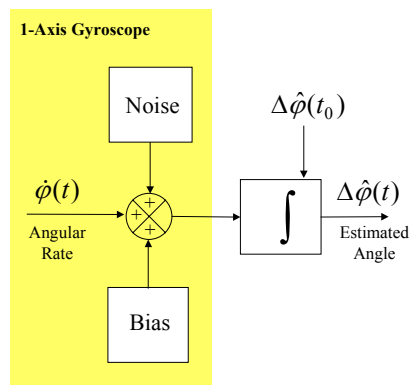 1-Axis Gyroscope
Noise
Δφ̂(t₀)
φ̇(t)
+
+ +
+
∫
Δφ̂(t)
Angular
Rate
Estimated
Angle
Bias